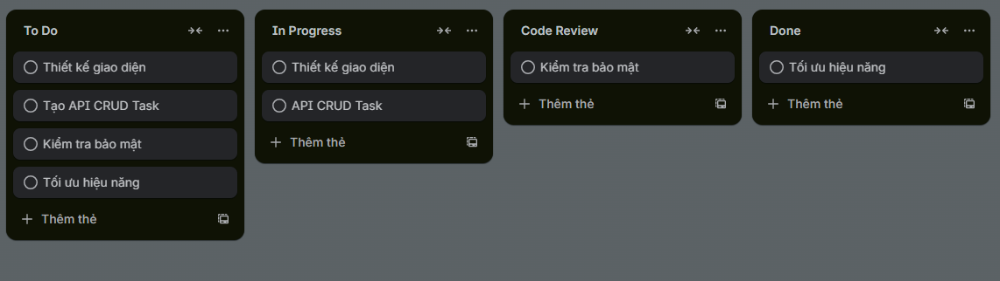 To Do
Thiết kế giao diện
Tạo API CRUD Task
Kiểm tra bảo mật
Tối ưu hiệu năng
Thêm thẻ
In Progress
Thiết kế giao diện
API CRUD Task
Thêm thẻ
Code Review
Kiểm tra bảo mật
Thêm thẻ
Done
Tối ưu hiệu năng
Thêm thẻ